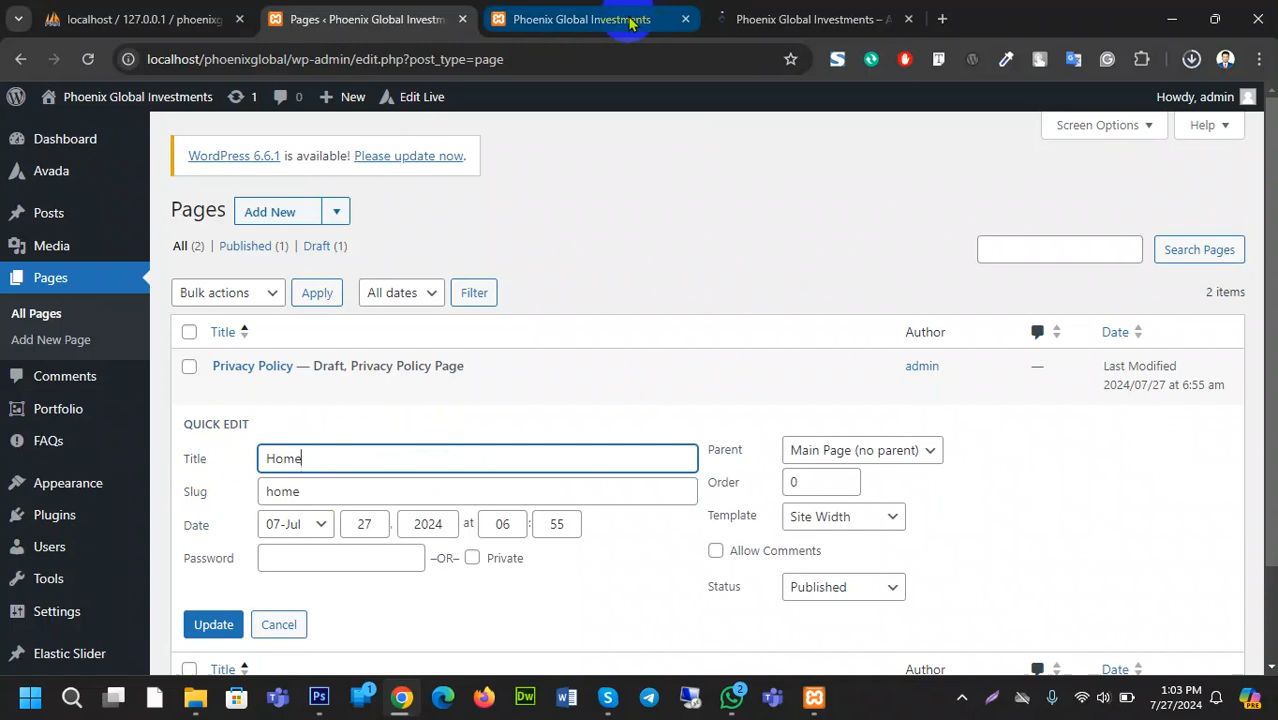 localhost / 127.0.0.1 / phoenixg
Pages ‹ Phoenix Global Investm
Phoenix Global Investments
Phoenix Global Investments – A
localhost/phoenixglobal/wp-admin/edit.php?post_type=page
Phoenix Global Investments
1
0
New
Edit Live
Howdy, admin
Dashboard
Avada
Posts
Media
Pages
All Pages
Add New Page
Comments
Portfolio
FAQs
Appearance
Plugins
Users
Tools
Settings
Elastic Slider
Screen Options
Help
WordPress 6.6.1 is available! Please update now.
Pages
Add New
All (2) | Published (1) | Draft (1)
Search Pages
Bulk actions
Apply
All dates
Filter
2 items
Title
Author
Date
Privacy Policy — Draft, Privacy Policy Page
admin
—
Last Modified
2024/07/27 at 6:55 am
QUICK EDIT
Title
Home
Slug
home
Date
07-Jul
27
,
2024
at
06
:
55
Password
–OR–
Private
Parent
Main Page (no parent)
Order
0
Template
Site Width
Allow Comments
Status
Published
Update
Cancel
Title
Author
Date
Ps
1
Dw
2
1:03 PM
7/27/2024
PRE